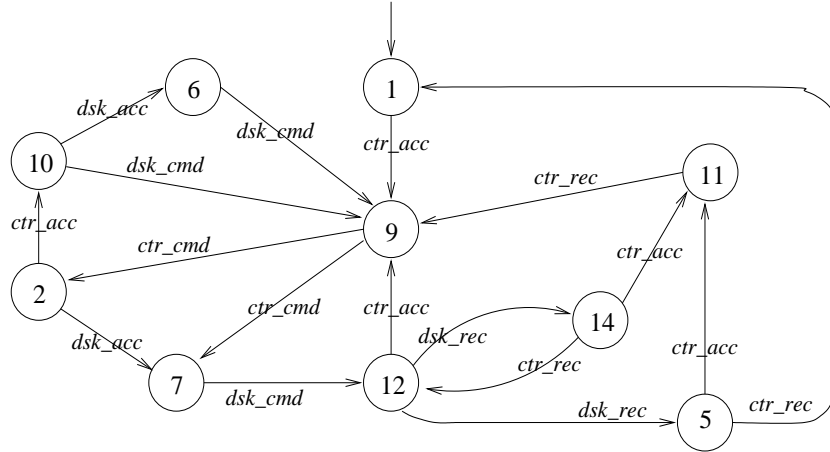 6
1
dsk_acc
dsk_cmd
ctr_acc
10
dsk_cmd
ctr_rec
11
ctr_acc
9
ctr_cmd
ctr_acc
2
ctr_cmd
ctr_acc
14
dsk_acc
dsk_rec
ctr_rec
ctr_acc
7
12
dsk_cmd
dsk_rec
5
ctr_rec